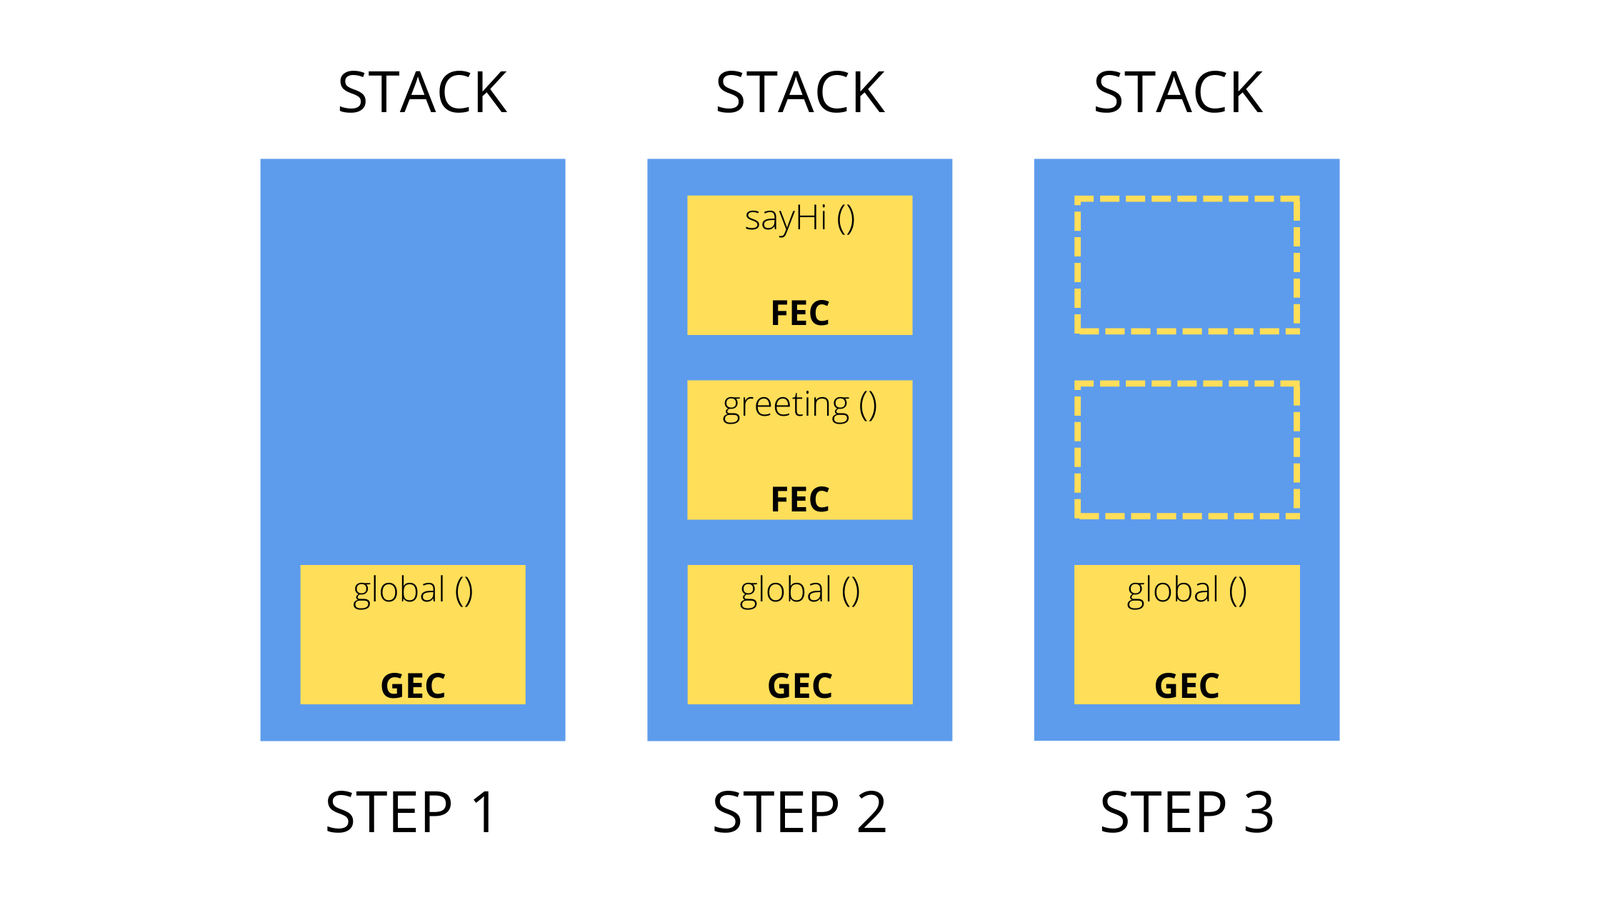 STACK
STACK
STACK
sayHi ()
FEC
greeting ()
FEC
global ()
GEC
global ()
GEC
global ()
GEC
STEP 1
STEP 2
STEP 3